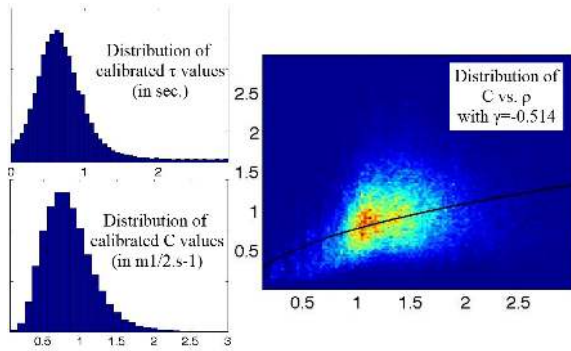 Distribution of
calibrated τ values
(in sec.)
0 1 2
Distribution of
calibrated C values
(in m1/2.s-1)
0.5 1 1.5 2 2.5 3
Distribution of
C vs. ρ
with γ=-0.514
2.5
2
1.5
1
0.5
0.5 1 1.5 2 2.5